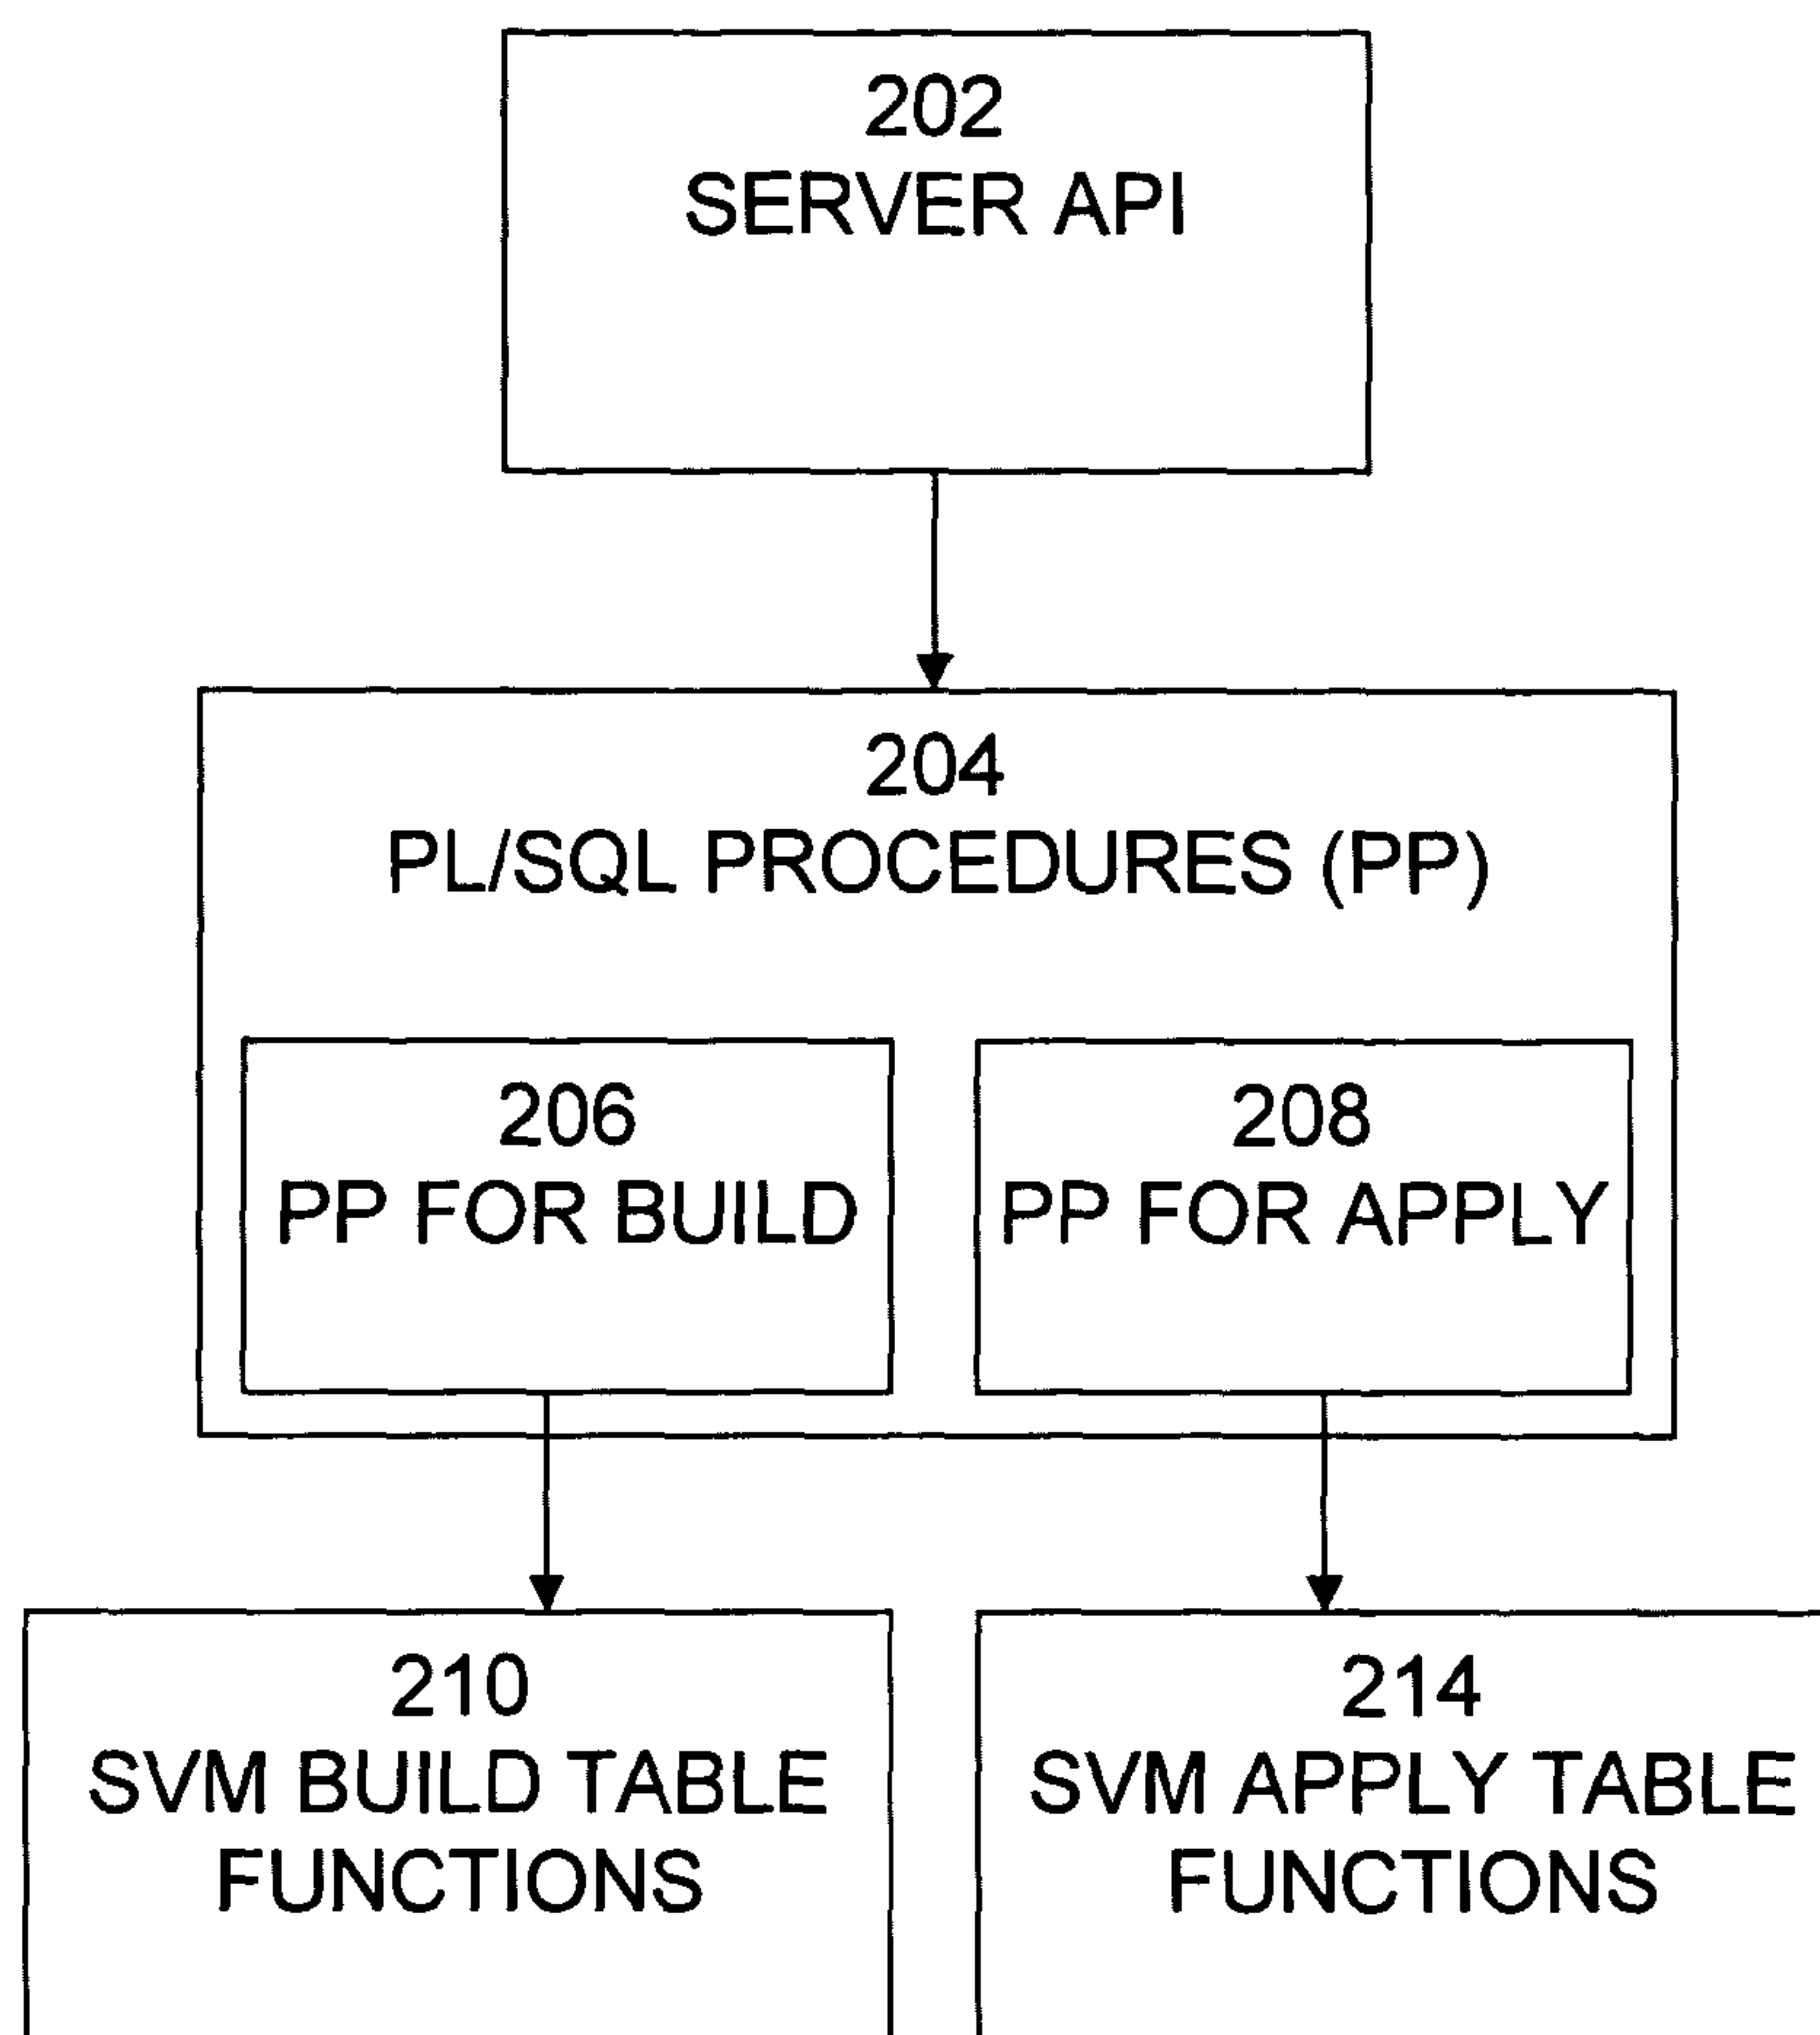 202
SERVER API
204
PL/SQL PROCEDURES (PP)
206
PP FOR BUILD
208
PP FOR APPLY
210
SVM BUILD TABLE
FUNCTIONS
214
SVM APPLY TABLE
FUNCTIONS